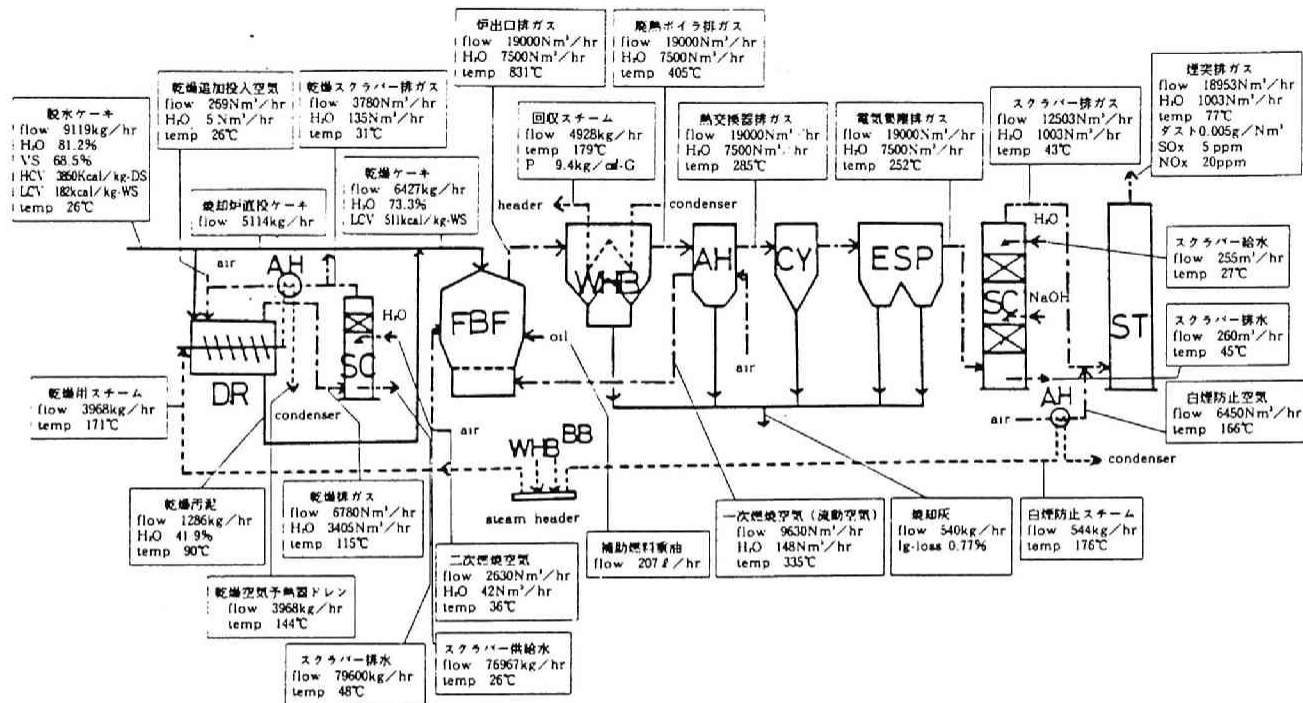 炉出口排ガス
flow 19000Nm³/hr
H₂O 7500Nm³/hr
temp 831℃
廃熱ボイラ排ガス
flow 19000Nm³/hr
H₂O 7500Nm³/hr
temp 405℃
煙突排ガス
flow 18953Nm³/hr
H₂O 1003Nm³/hr
temp 77℃
ダスト0.005g/Nm³
SOx 5 ppm
NOx 20ppm
乾燥追加投入空気
flow 269Nm³/hr
H₂O 5 Nm³/hr
temp 26℃
乾燥スクラバー排ガス
flow 3780Nm³/hr
H₂O 135Nm³/hr
temp 31℃
脱水ケーキ
flow 9119kg/hr
H₂O 81.2%
VS 68.5%
HCV 3850Kcal/kg-DS
LCV 182kcal/kg-WS
temp 26℃
回収スチーム
flow 4928kg/hr
temp 179℃
P 9.4kg/c㎡-G
熱交換器排ガス
flow 19000Nm³/hr
H₂O 7500Nm³/hr
temp 285℃
電気集塵排ガス
flow 19000Nm³/hr
H₂O 7500Nm³/hr
temp 252℃
スクラバー排ガス
flow 12503Nm³/hr
H₂O 1003Nm³/hr
temp 43℃
乾燥ケーキ
flow 6427kg/hr
H₂O 73.3%
LCV 511kcal/kg-WS
焼却炉直投ケーキ
flow 5114kg/hr
header
condenser
air
AH
H₂O
SC
DR
FBF
oil
WHB
AH
air
CY
ESP
H₂O
NaOH
SC
ST
スクラバー給水
flow 255m³/hr
temp 27℃
スクラバー排水
flow 260m³/hr
temp 45℃
白煙防止空気
flow 6450Nm³/hr
temp 166℃
AH
air
condenser
乾燥用スチーム
flow 3968kg/hr
temp 171℃
condenser
air
WHB
BB
steam header
乾燥汚泥
flow 1286kg/hr
H₂O 41.9%
temp 90℃
乾燥排ガス
flow 6780Nm³/hr
H₂O 3405Nm³/hr
temp 115℃
二次燃焼空気
flow 2630Nm³/hr
H₂O 42Nm³/hr
temp 36℃
補助燃料重油
flow 207ℓ/hr
一次燃焼空気(流動空気)
flow 9630Nm³/hr
H₂O 148Nm³/hr
temp 335℃
焼却灰
flow 540kg/hr
Ig-loss 0.77%
白煙防止スチーム
flow 544kg/hr
temp 176℃
乾燥空気予熱器ドレン
flow 3968kg/hr
temp 144℃
スクラバー排水
flow 79600kg/hr
temp 48℃
スクラバー供給水
flow 76967kg/hr
temp 26℃